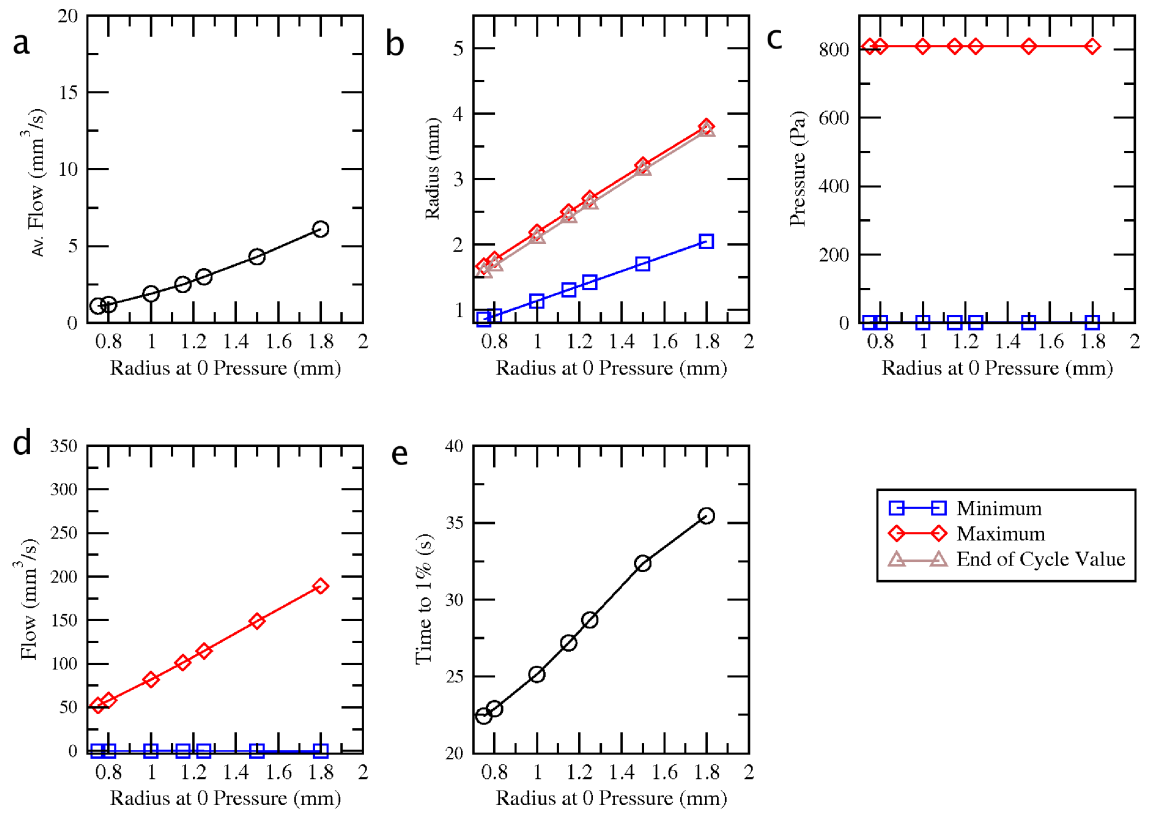 a
20
15
10
5
0
Av. Flow (mm³/s)
0.8 1 1.2 1.4 1.6 1.8 2
Radius at 0 Pressure (mm)
b
5
4
3
2
1
Radius (mm)
0.8 1 1.2 1.4 1.6 1.8 2
Radius at 0 Pressure (mm)
c
800
600
400
200
0
Pressure (Pa)
0.8 1 1.2 1.4 1.6 1.8 2
Radius at 0 Pressure (mm)
d
350
300
250
200
150
100
50
0
Flow (mm³/s)
0.8 1 1.2 1.4 1.6 1.8 2
Radius at 0 Pressure (mm)
e
40
35
30
25
20
Time to 1% (s)
0.8 1 1.2 1.4 1.6 1.8 2
Radius at 0 Pressure (mm)
Minimum
Maximum
End of Cycle Value